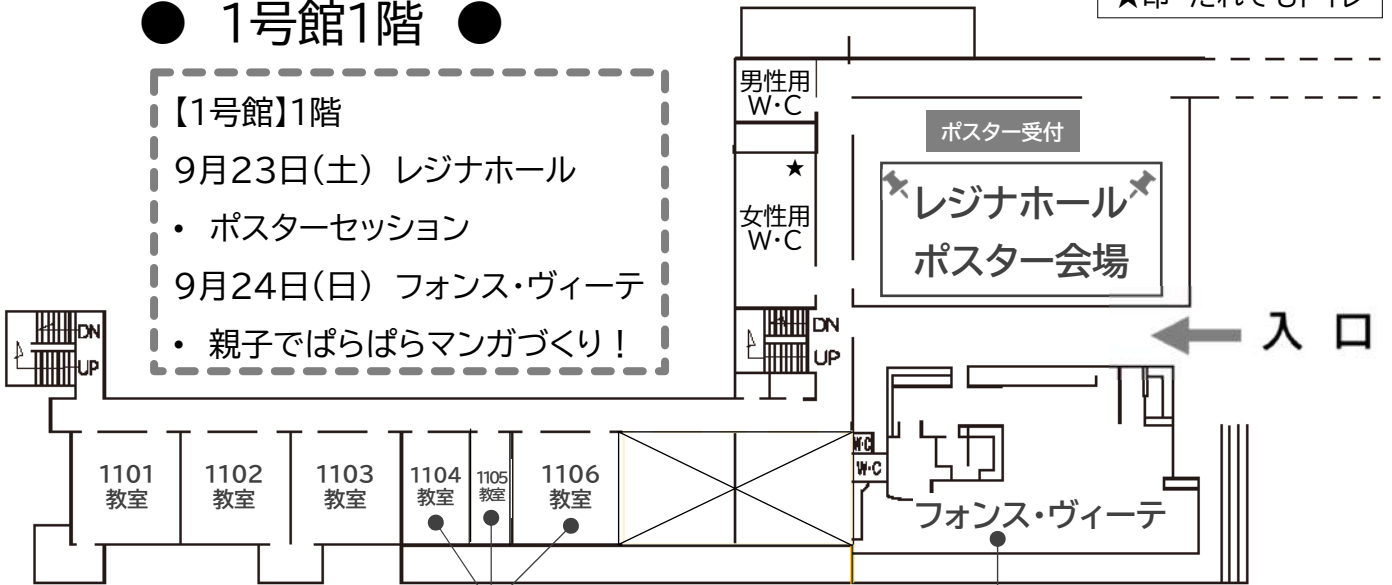 ● 1号館1階 ●
【1号館】1階
9月23日(土) レジナホール
• ポスターセッション
9月24日(日) フォンス・ヴィーテ
• 親子でぱらぱらマンガづくり！
男性用
W・C
★
女性用
W・C
ポスター受付
レジナホール
ポスター会場
入 口
DN
UP
DN
UP
1101
教室
1102
教室
1103
教室
1104
教室
1105
教室
1106
教室
W・C
W・C
フォンス・ヴィーテ